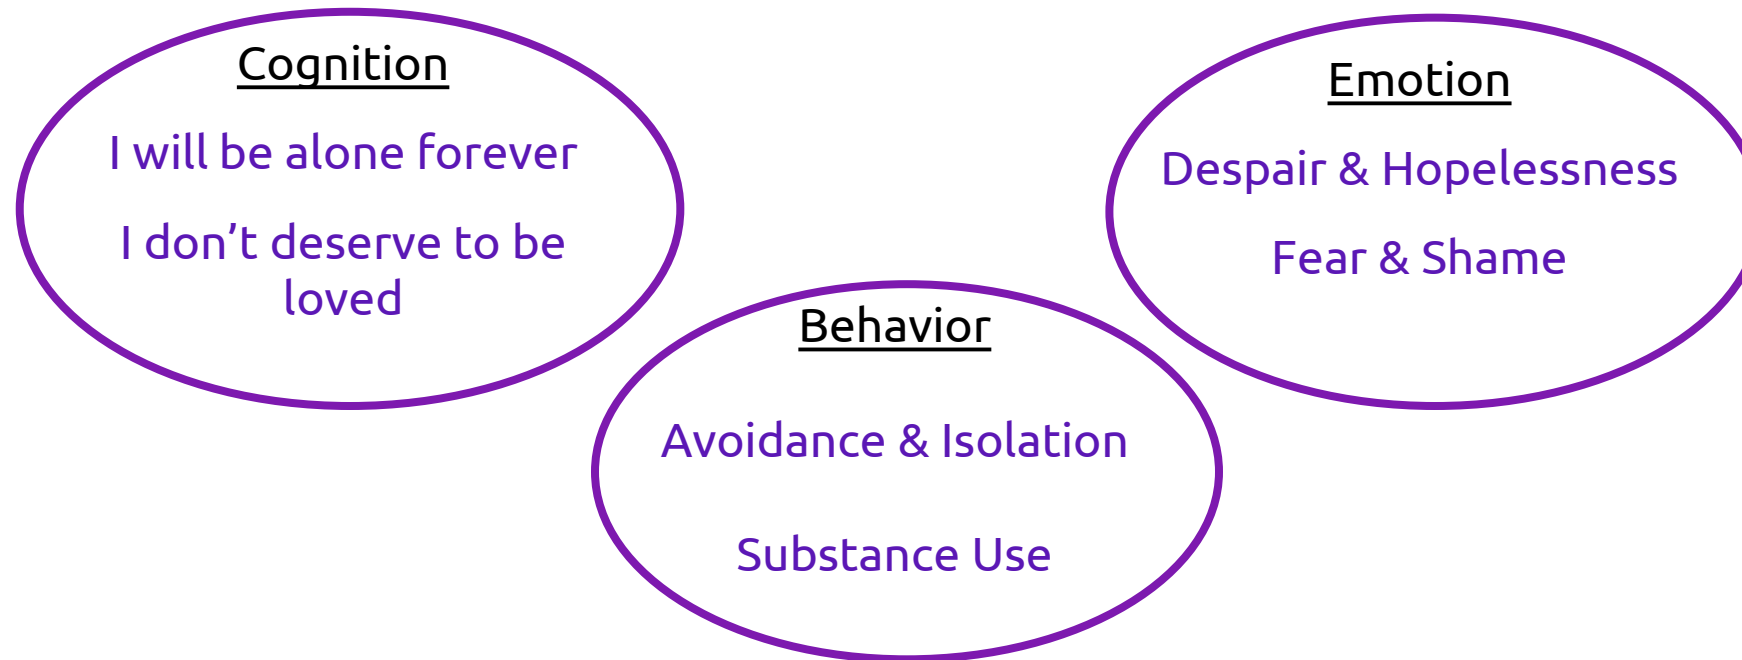 Cognition
I will be alone forever
I don’t deserve to be
loved
Emotion
Despair & Hopelessness
Fear & Shame
Behavior
Avoidance & Isolation
Substance Use